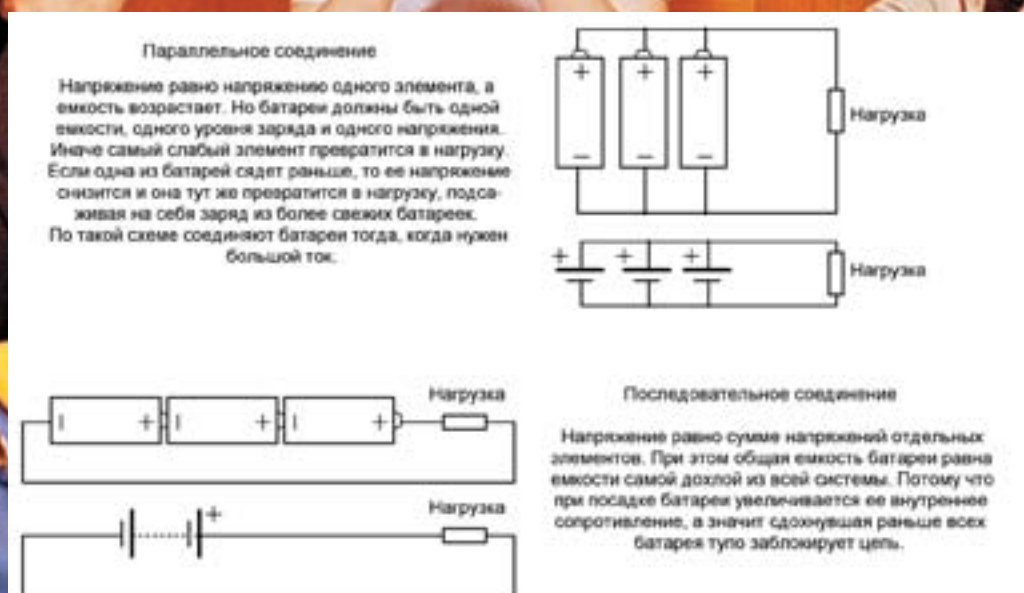 Параллельное соединение
Напряжение равно напряжению одного элемента, а
емкость возрастает. Но батареи должны быть одной
емкости, одного уровня заряда и одного напряжения.
Иначе самый слабый элемент превратится в нагрузку.
Если одна из батарей сядет раньше, то ее напряжение
снизится и она тут же превратится в нагрузку, подса-
живая на себя заряд из более свежих батареек.
По такой схеме соединяют батареи тогда, когда нужен
большой ток.
+ + +
Нагрузка
− − −
+ + +
Нагрузка
Нагрузка
− + − + − +
Нагрузка
+
Последовательное соединение
Напряжение равно сумме напряжений отдельных
элементов. При этом общая емкость батареи равна
емкости самой дохлой из всей системы. Потому что
при посадке батареи увеличивается ее внутреннее
сопротивление, а значит сдохнувшая раньше всех
батарея тупо заблокирует цепь.